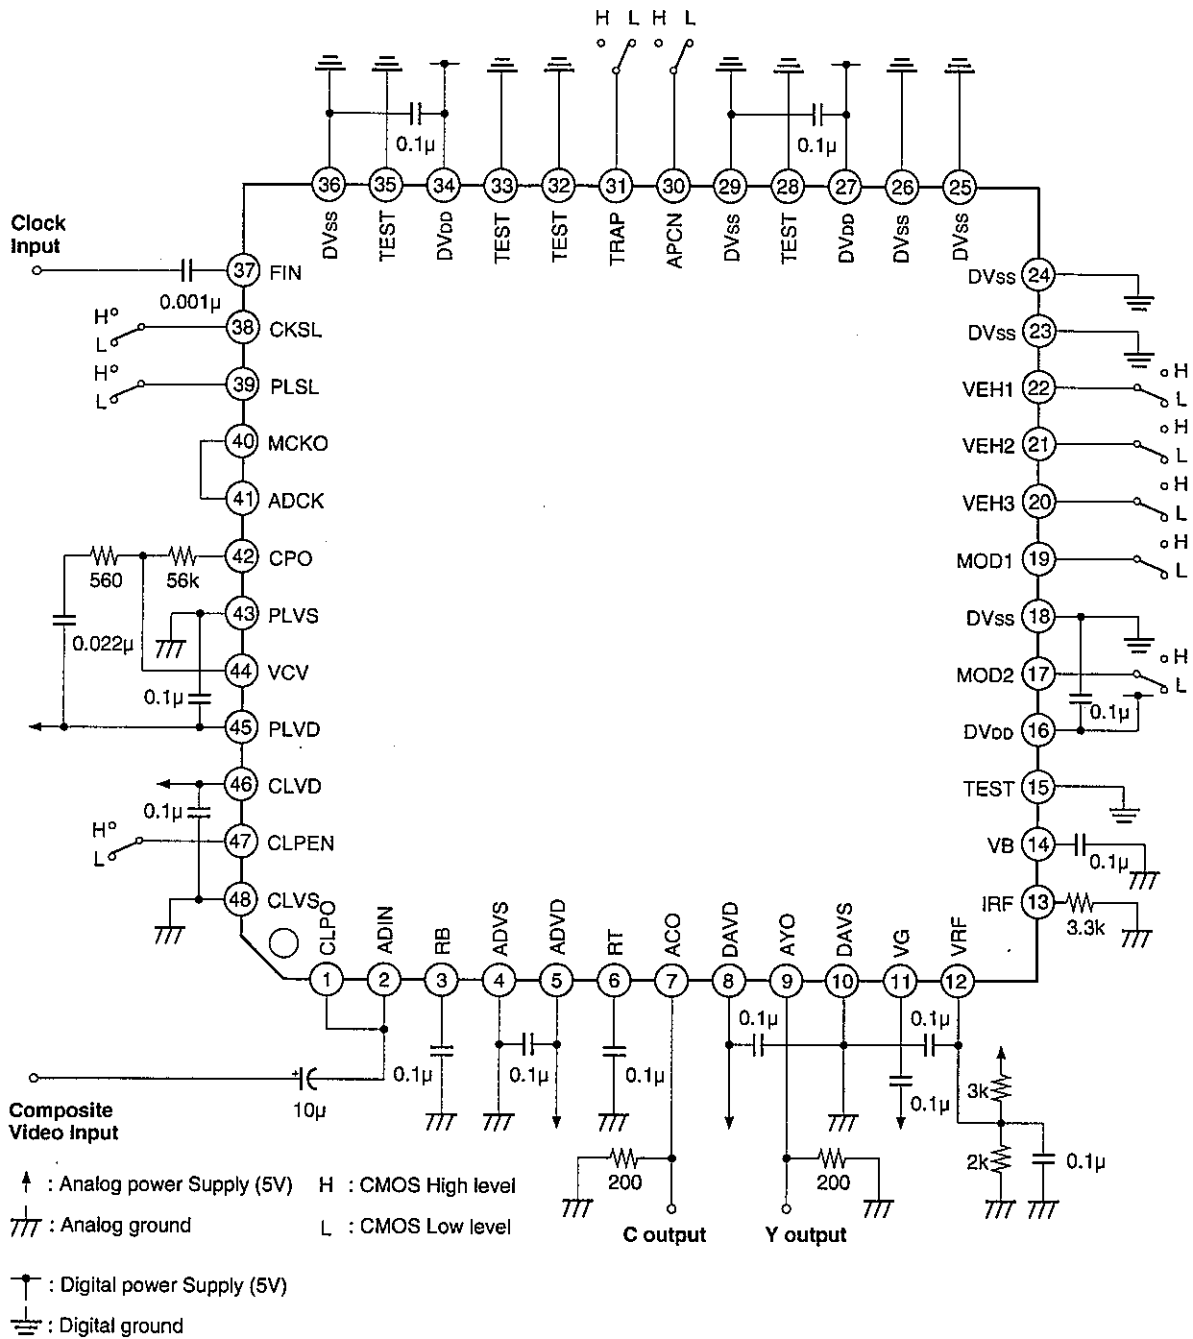 H L H L
0.1µ 0.1µ
36 35 34 33 32 31 30 29 28 27 26 25
DVss TEST DVDD TEST TEST TRAP APCN DVss TEST DVDD DVss DVss
Clock
Input
37 FIN
0.001µ
H
L
38 CKSL
H
L
39 PLSL
40 MCKO
41 ADCK
42 CPO
560 56k
43 PLVS
0.022µ
44 VCV
0.1µ
45 PLVD
46 CLVD
0.1µ
H
L
47 CLPEN
48 CLVS
DVss 24
DVss 23
H
VEH1 22
L
H
VEH2 21
L
H
VEH3 20
L
H
MOD1 19
L
DVss 18
H
MOD2 17
L
0.1µ
DVDD 16
TEST 15
VB 14
0.1µ
IRF 13
3.3k
CLPO ADIN RB ADVS ADVD RT ACO DAVD AYO DAVS VG VRF
1 2 3 4 5 6 7 8 9 10 11 12
0.1µ 0.1µ
0.1µ 0.1µ 0.1µ 0.1µ
3k
10µ
Composite
Video Input
2k 0.1µ
200 200
C output Y output
: Analog power Supply (5V) H : CMOS High level
: Analog ground L : CMOS Low level
: Digital power Supply (5V)
: Digital ground